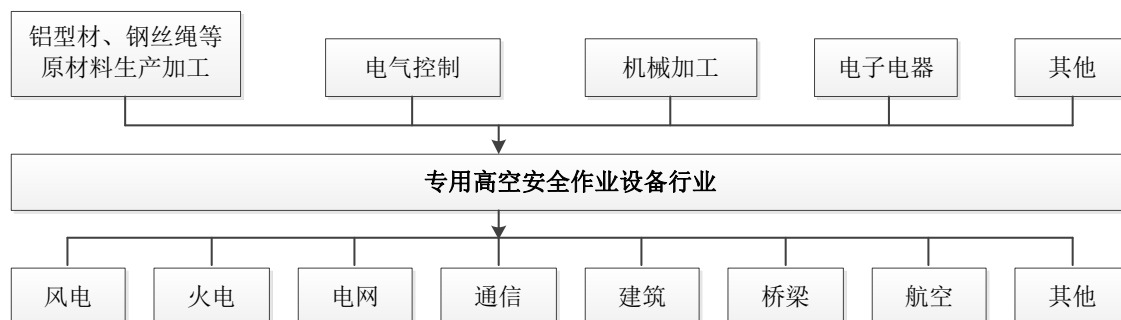 铝型材、钢丝绳等
原材料生产加工
电气控制
机械加工
电子电器
其他
专用高空安全作业设备行业
风电
火电
电网
通信
建筑
桥梁
航空
其他